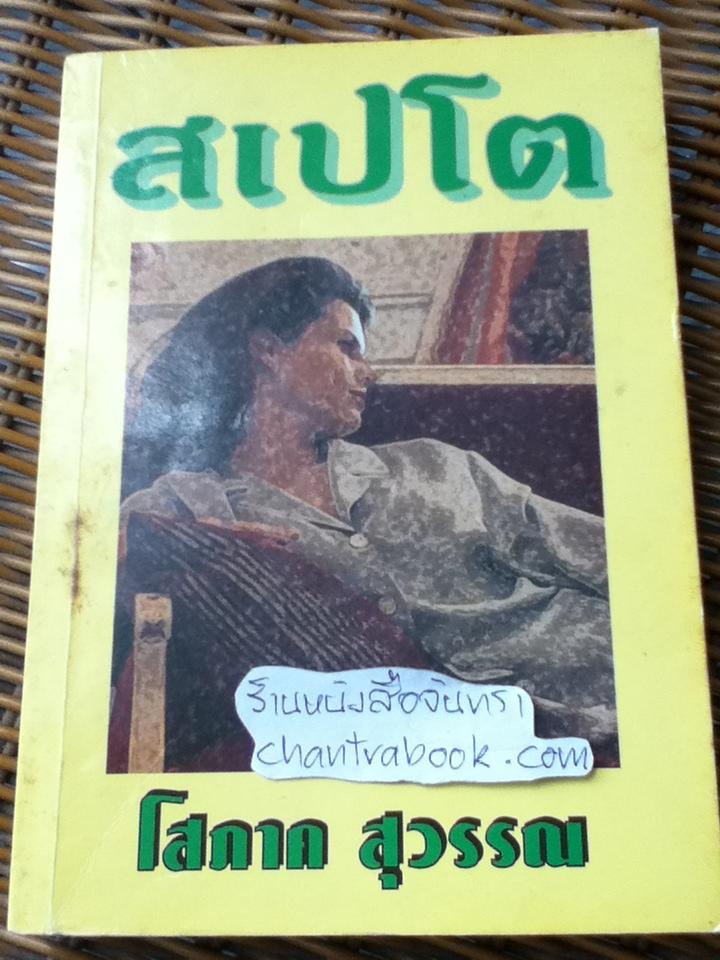 สเปโต
ร้านหนังสือจันทรา
chantrabook.com
โสภาค สุวรรณ